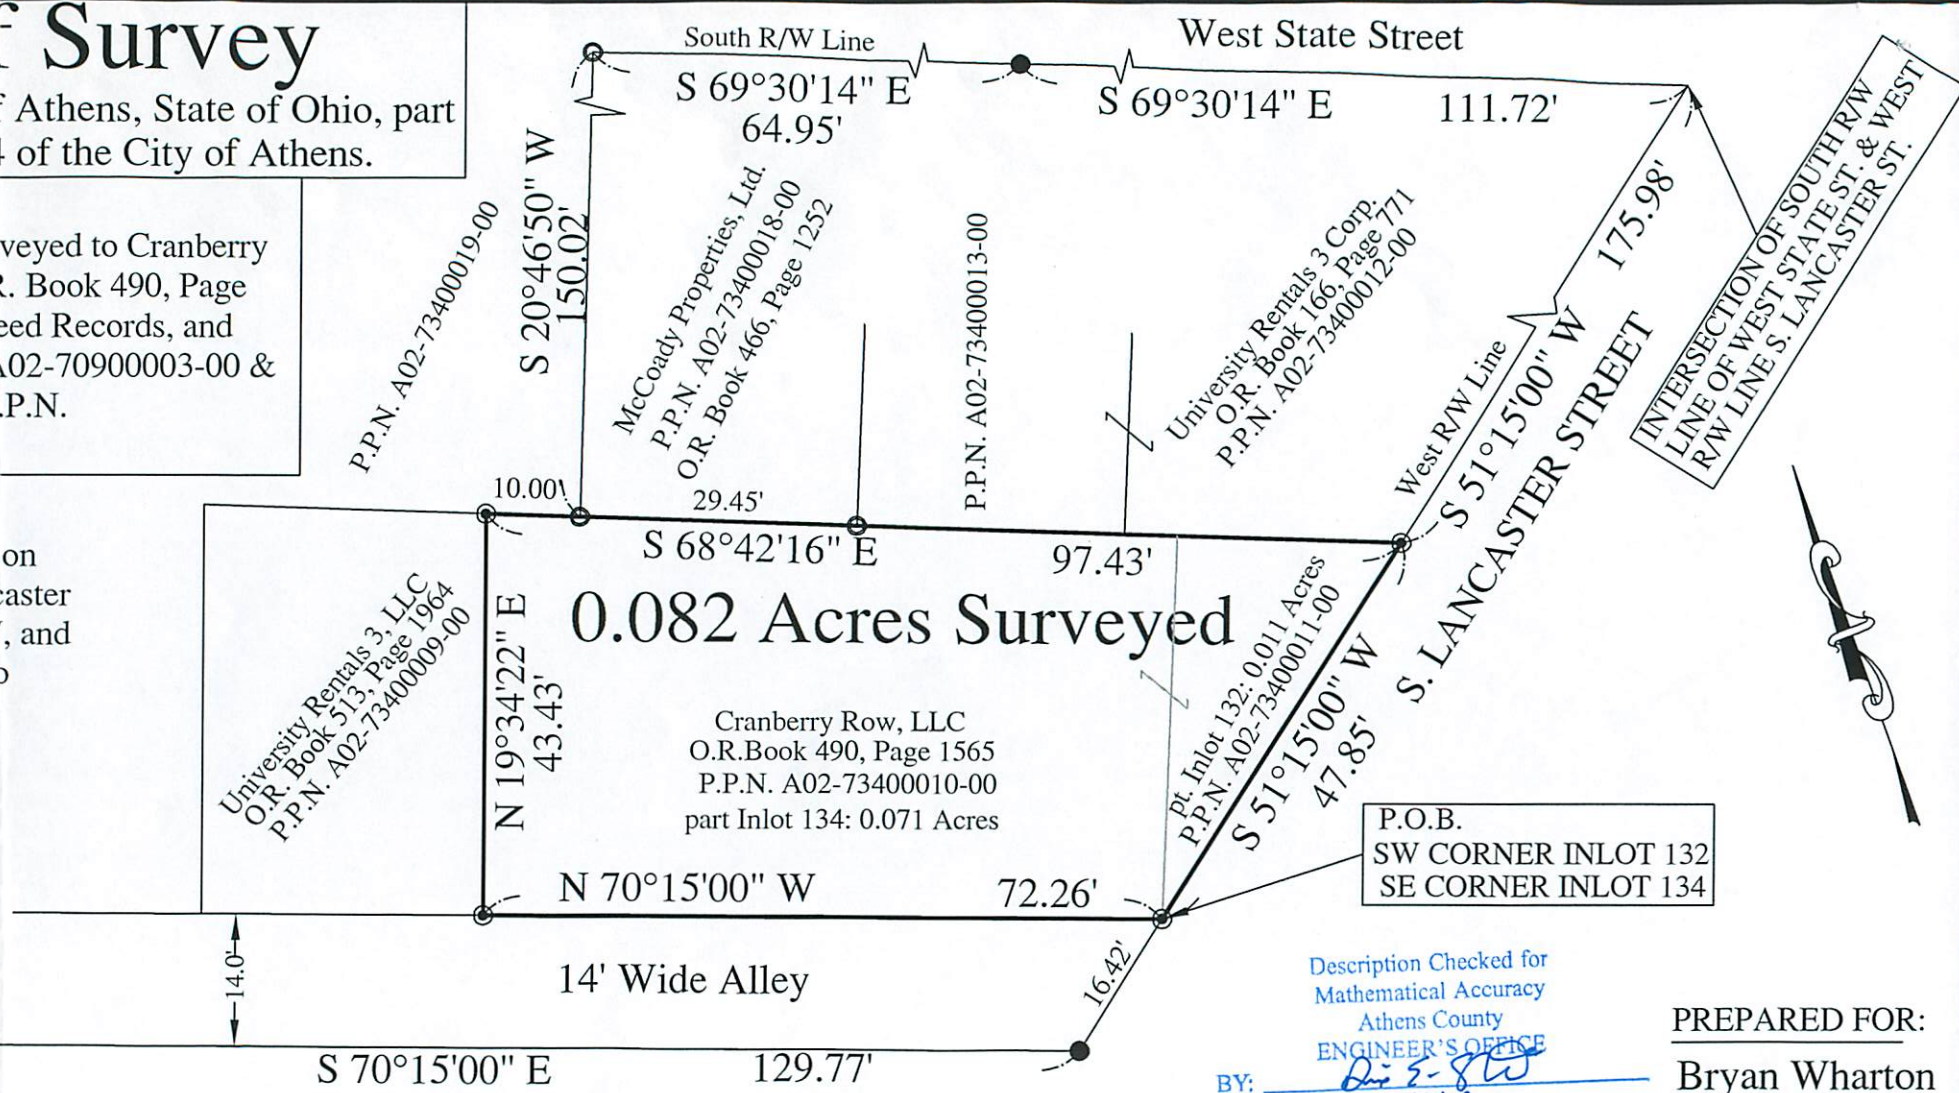 f Survey
f Athens, State of Ohio, part
of the City of Athens.
veyed to Cranberry
R. Book 490, Page
eed Records, and
A02-70900003-00 &
.P.N.
on
caster
, and
South R/W Line
West State Street
S 69°30'14" E
64.95'
S 69°30'14" E
111.72'
S 20°46'50" W
150.02'
P.P.N. A02-73400019-00
McCoady Properties, Ltd.
P.P.N. A02-73400018-00
O.R. Book 466, Page 1252
P.P.N. A02-73400013-00
University Rentals 3 Corp.
O.R. Book 166, Page 771
P.P.N. A02-73400012-00
175.98'
INTERSECTION OF SOUTH R/W
LINE OF WEST STATE ST. & WEST
R/W LINE S. LANCASTER ST.
West R/W Line
S 51°15'00" W
S. LANCASTER STREET
10.00'
29.45'
S 68°42'16" E
97.43'
0.082 Acres Surveyed
University Rentals 3, LLC
O.R. Book 513, Page 1964
P.P.N. A02-73400009-00
N 19°34'22" E
43.43'
Cranberry Row, LLC
O.R.Book 490, Page 1565
P.P.N. A02-73400010-00
part Inlot 134: 0.071 Acres
pt. Inlot 132: 0.011 Acres
P.P.N. A02-73400011-00
S 51°15'00" W
47.85'
P.O.B.
SW CORNER INLOT 132
SE CORNER INLOT 134
N 70°15'00" W
72.26'
14.0
14' Wide Alley
16.42'
S 70°15'00" E
129.77'
Description Checked for
Mathematical Accuracy
Athens County
ENGINEER'S OFFICE
BY:
PREPARED FOR:
Bryan Wharton